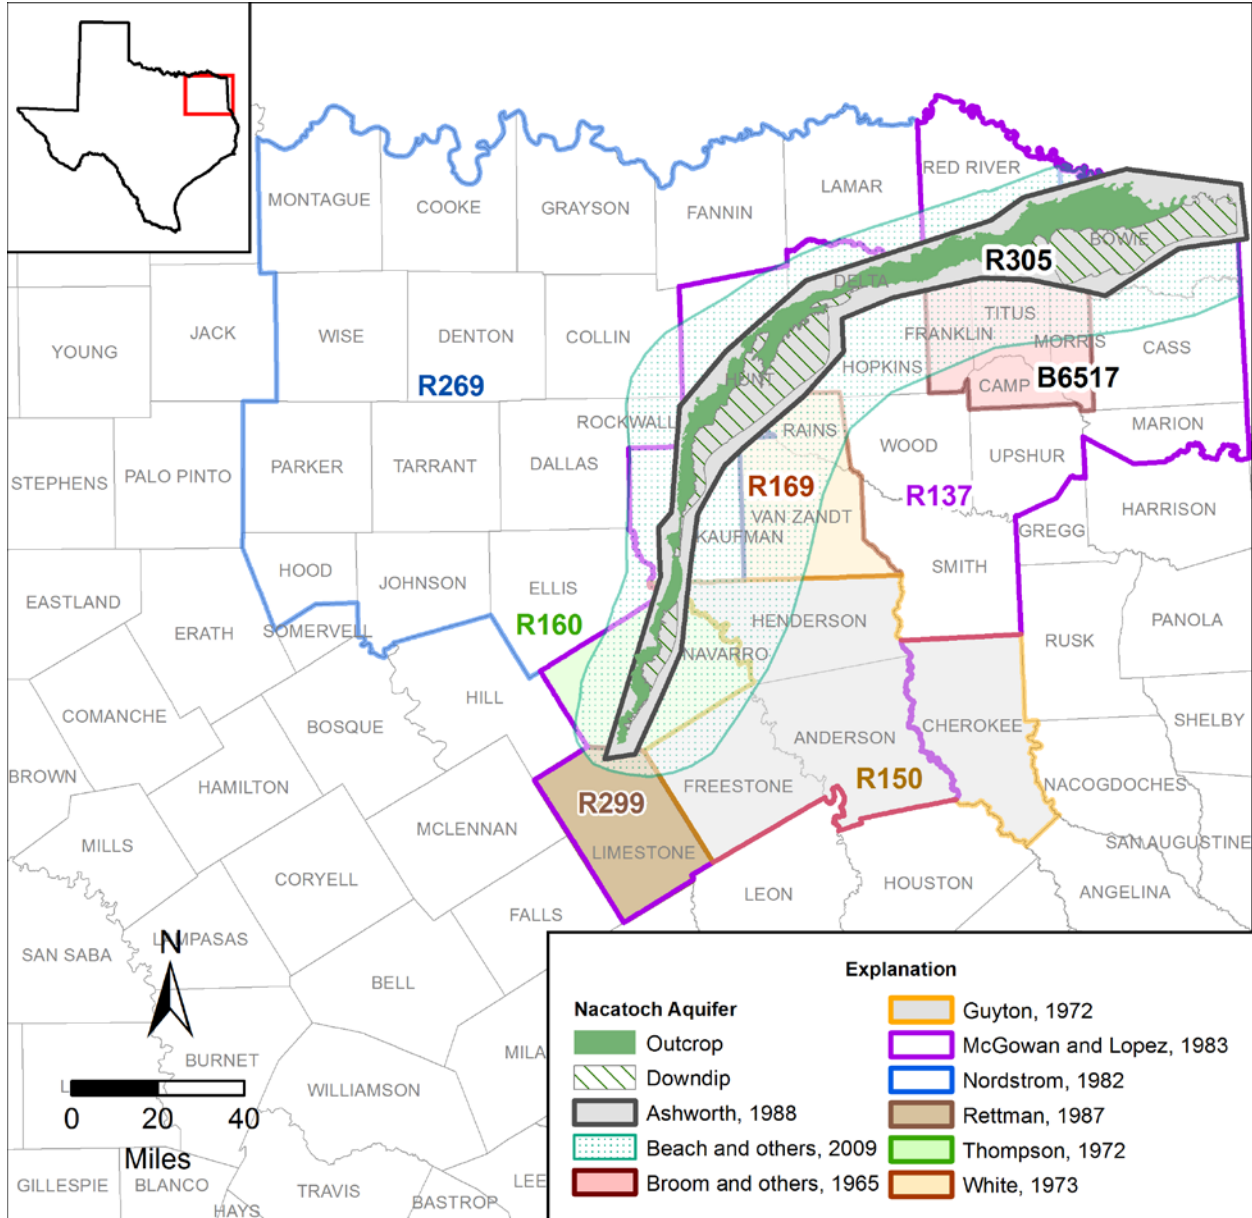 RED RIVER
LAMAR
MONTAGUE
COOKE
GRAYSON
FANNIN
BOWIE
R305
DELTA
TITUS
JACK
WISE
DENTON
COLLIN
FRANKLIN
MORRIS
CASS
YOUNG
HUNT
HOPKINS
R269
CAMP
B6517
ROCKWALL
RAINS
MARION
WOOD
UPSHUR
STEPHENS
PALO PINTO
PARKER
TARRANT
DALLAS
R169
R137
HARRISON
VAN ZANDT
GREGG
KAUFMAN
HOOD
JOHNSON
ELLIS
SMITH
EASTLAND
ERATH
SOMERVELL
R160
HENDERSON
PANOLA
RUSK
NAVARRO
HILL
COMANCHE
BOSQUE
CHEROKEE
SHELBY
ANDERSON
BROWN
HAMILTON
FREESTONE
R150
NACOGDOCHES
R299
MCLENNAN
MILLS
LIMESTONE
SAN AUGUSTINE
CORYELL
LEON
HOUSTON
ANGELINA
FALLS
LAMPASAS
SAN SABA
N
BELL
BURNET
MILA
L
WILLIAMSON
0 20 40
Miles
GILLESPIE
BLANCO
TRAVIS
LEE
HAYS
BASTROP
Explanation
Nacatoch Aquifer
Outcrop
Downdip
Ashworth, 1988
Beach and others, 2009
Broom and others, 1965
Guyton, 1972
McGowan and Lopez, 1983
Nordstrom, 1982
Rettman, 1987
Thompson, 1972
White, 1973